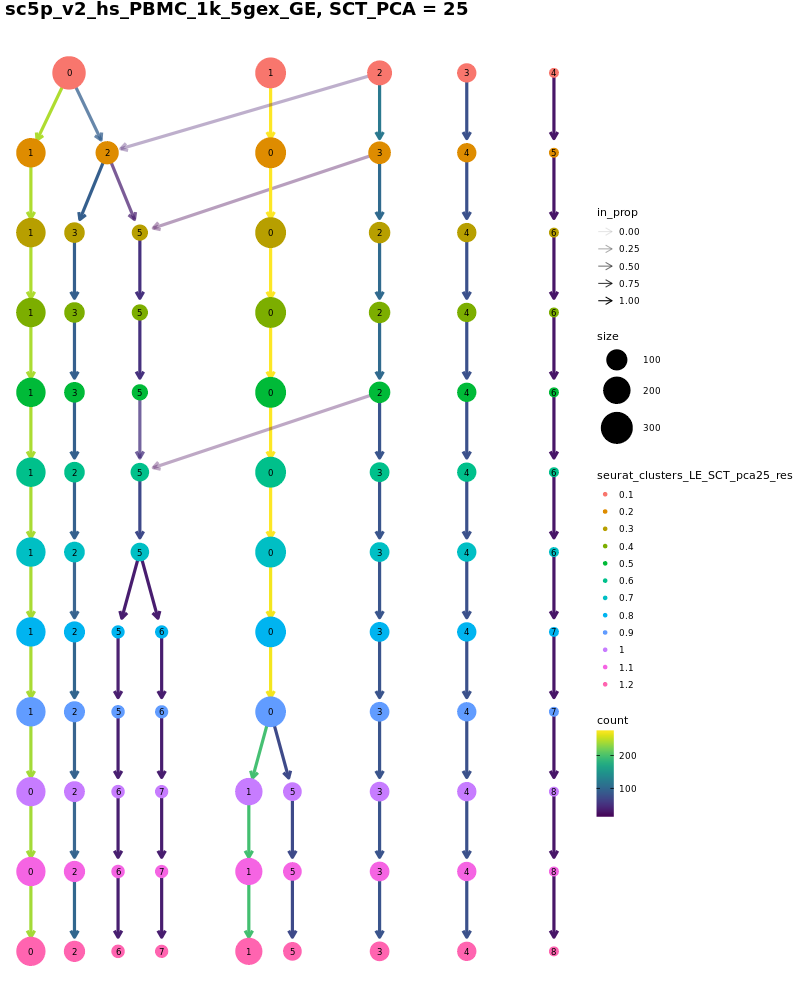 sc5p_v2_hs_PBMC_1k_5gex_GE, SCT_PCA = 25
0 1 2 3 4
1 2 0 3 4 5
1 3 5 0 2 4 6
1 3 5 0 2 4 6
1 3 5 0 2 4 6
1 2 5 0 3 4 6
1 2 5 0 3 4 6
1 2 5 6 0 3 4 7
1 2 5 6 0 3 4 7
0 2 6 7 1 5 3 4 8
0 2 6 7 1 5 3 4 8
0 2 6 7 1 5 3 4 8
in_prop
0.00
0.25
0.50
0.75
1.00
size
100
200
300
seurat_clusters_LE_SCT_pca25_res
0.1
0.2
0.3
0.4
0.5
0.6
0.7
0.8
0.9
1
1.1
1.2
count
200
100